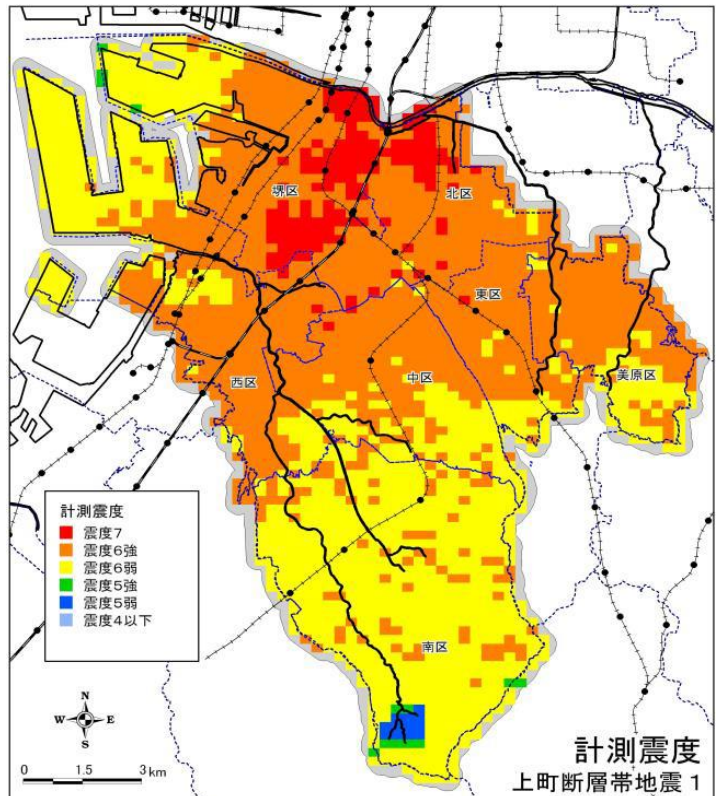 堺区
北区
東区
美原区
西区
中区
南区
計測震度
震度7
震度6強
震度6弱
震度5強
震度5弱
震度4以下
N
W E
S
0 1.5 3km
計測震度
上町断層帯地震1